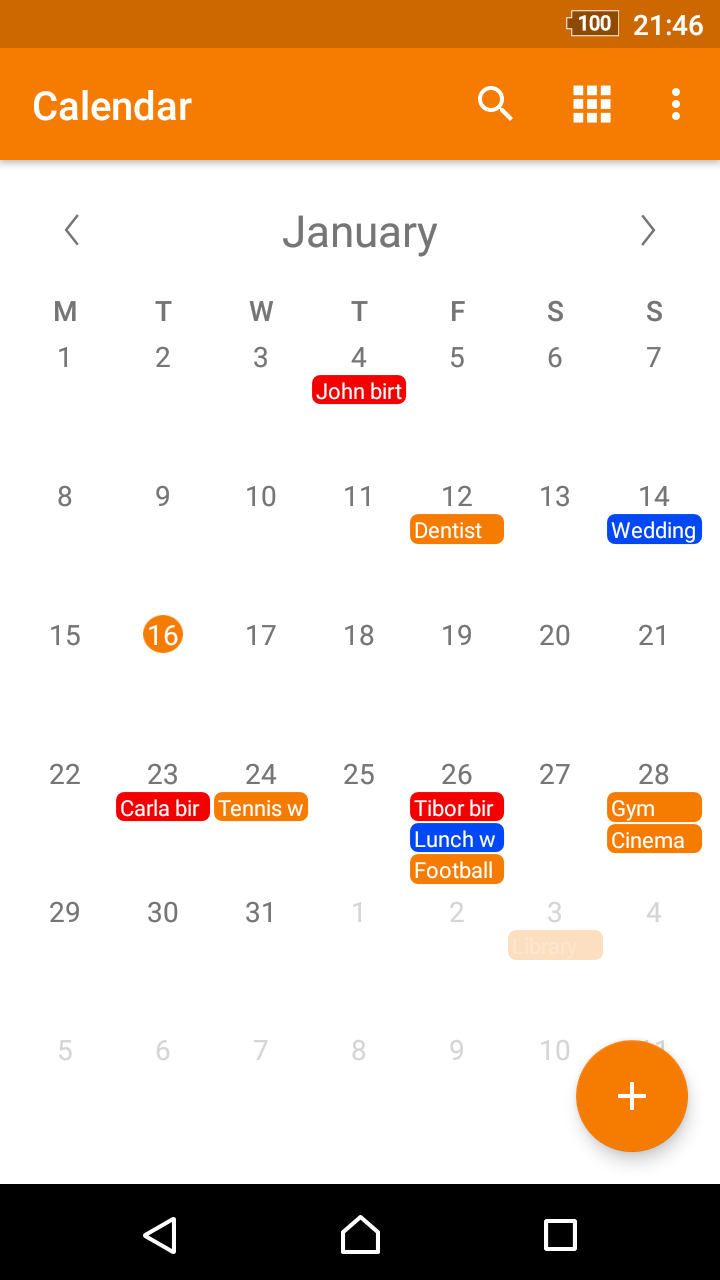 100 21:46
Calendar
January
M T W T F S S
1 2 3 4 5 6 7
John birt
8 9 10 11 12 13 14
Dentist Wedding
15 16 17 18 19 20 21
22 23 24 25 26 27 28
Carla bir Tennis w Tibor bir Gym
Lunch w Cinema
Football
29 30 31 1 2 3 4
Library
5 6 7 8 9 10 11